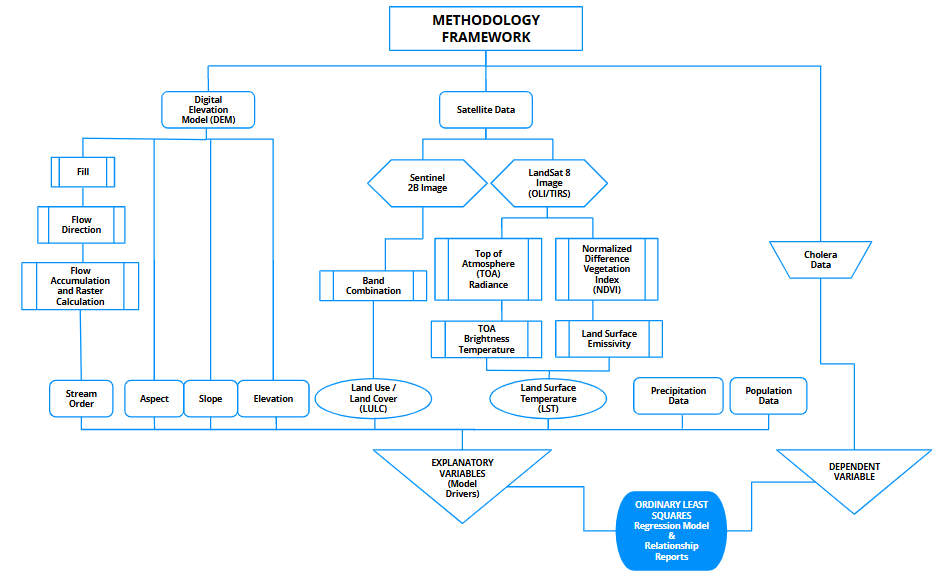 METHODOLOGY
FRAMEWORK
Digital
Elevation
Model (DEM)
Satellite Data
Fill
Sentinel
2B Image
LandSat 8
Image
(OLI/TIRS)
Flow
Direction
Flow
Accumulation
and Raster
Calculation
Band
Combination
Top of
Atmosphere
(TOA)
Radiance
Normalized
Difference
Vegetation
Index
(NDVI)
Cholera
Data
TOA
Brightness
Temperature
Land Surface
Emissivity
Stream
Order
Aspect
Slope
Elevation
Land Use /
Land Cover
(LULC)
Land Surface
Temperature
(LST)
Precipitation
Data
Population
Data
EXPLANATORY
VARIABLES
(Model
Drivers)
DEPENDENT
VARIABLE
ORDINARY LEAST
SQUARES
Regression Model
&
Relationship
Reports